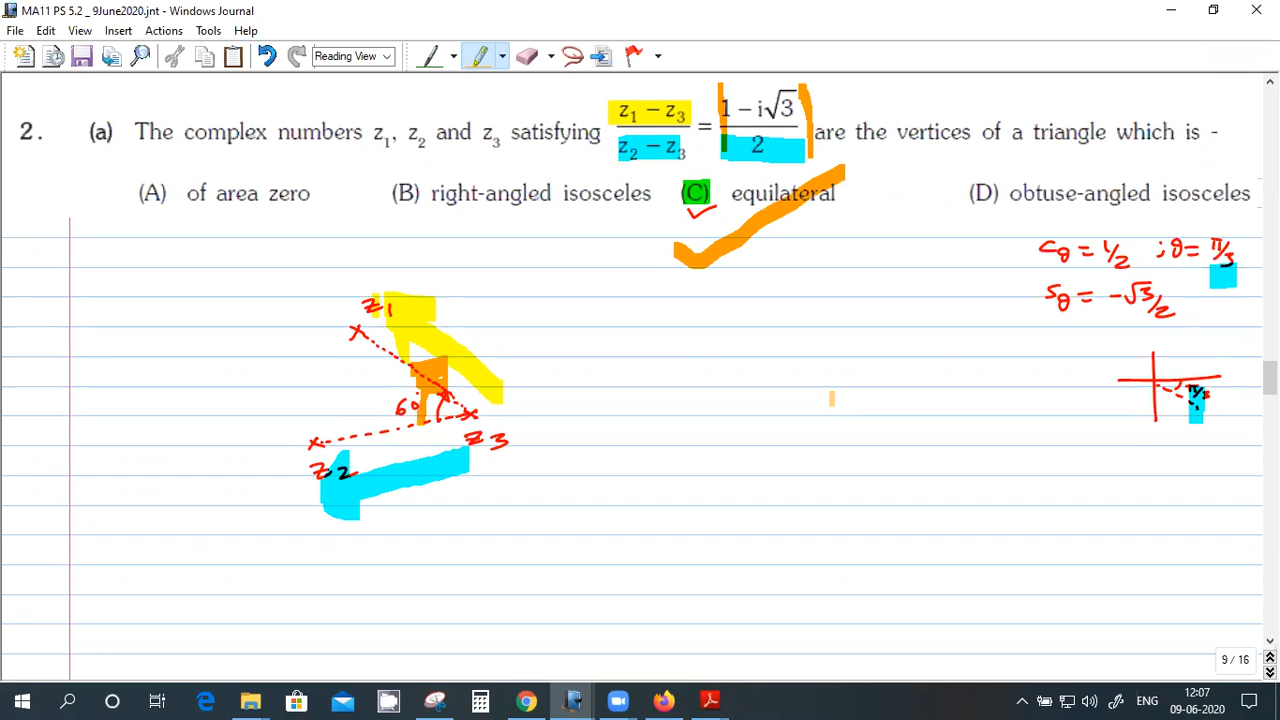 MA11 PS 5.2 _ 9June2020.jnt - Windows Journal
File Edit View Insert Actions Tools Help
Reading View
2. (a) The complex numbers z₁, z₂ and z₃ satisfying (z₁ − z₃)/(z₂ − z₃) = (1 − i√3)/2 are the vertices of a triangle which is -
(A) of area zero (B) right-angled isosceles (C) equilateral (D) obtuse-angled isosceles
Cθ = 1/2 ; θ = π/3
Sθ = -√3/2
z1
π/3
60
z3
z2
9 / 16
ENG
12:07
09-06-2020